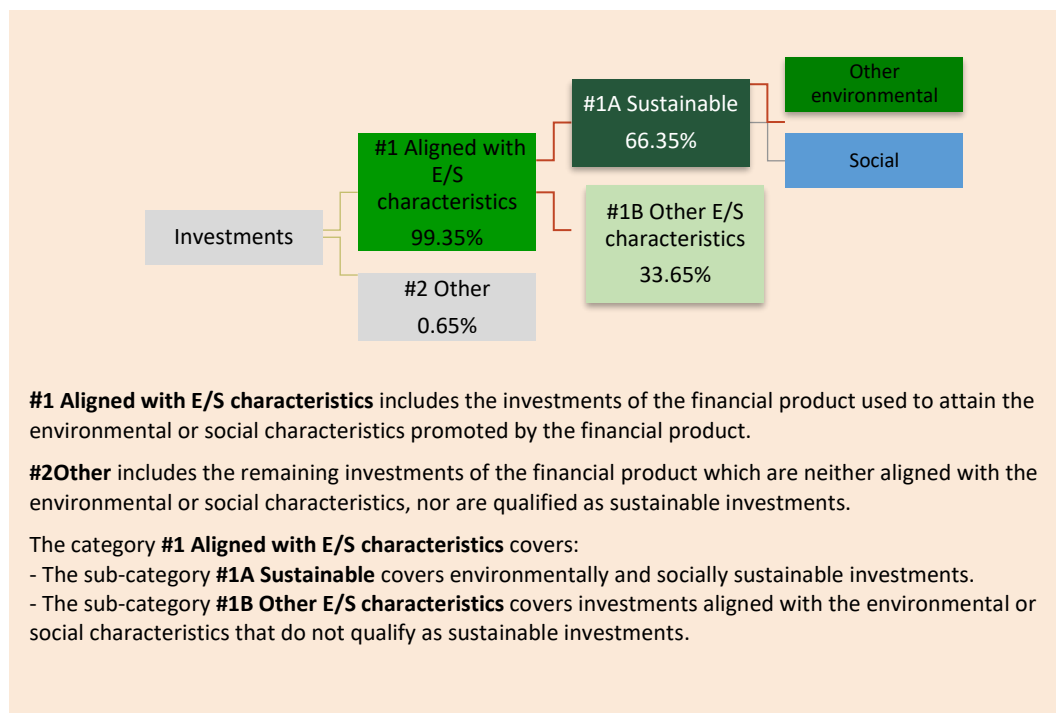 Investments
#1 Aligned with
E/S
characteristics
99.35%
#2 Other
0.65%
#1A Sustainable
66.35%
#1B Other E/S
characteristics
33.65%
Other
environmental
Social
#1 Aligned with E/S characteristics includes the investments of the financial product used to attain the
environmental or social characteristics promoted by the financial product.
#2Other includes the remaining investments of the financial product which are neither aligned with the
environmental or social characteristics, nor are qualified as sustainable investments.
The category #1 Aligned with E/S characteristics covers:
- The sub-category #1A Sustainable covers environmentally and socially sustainable investments.
- The sub-category #1B Other E/S characteristics covers investments aligned with the environmental or
social characteristics that do not qualify as sustainable investments.